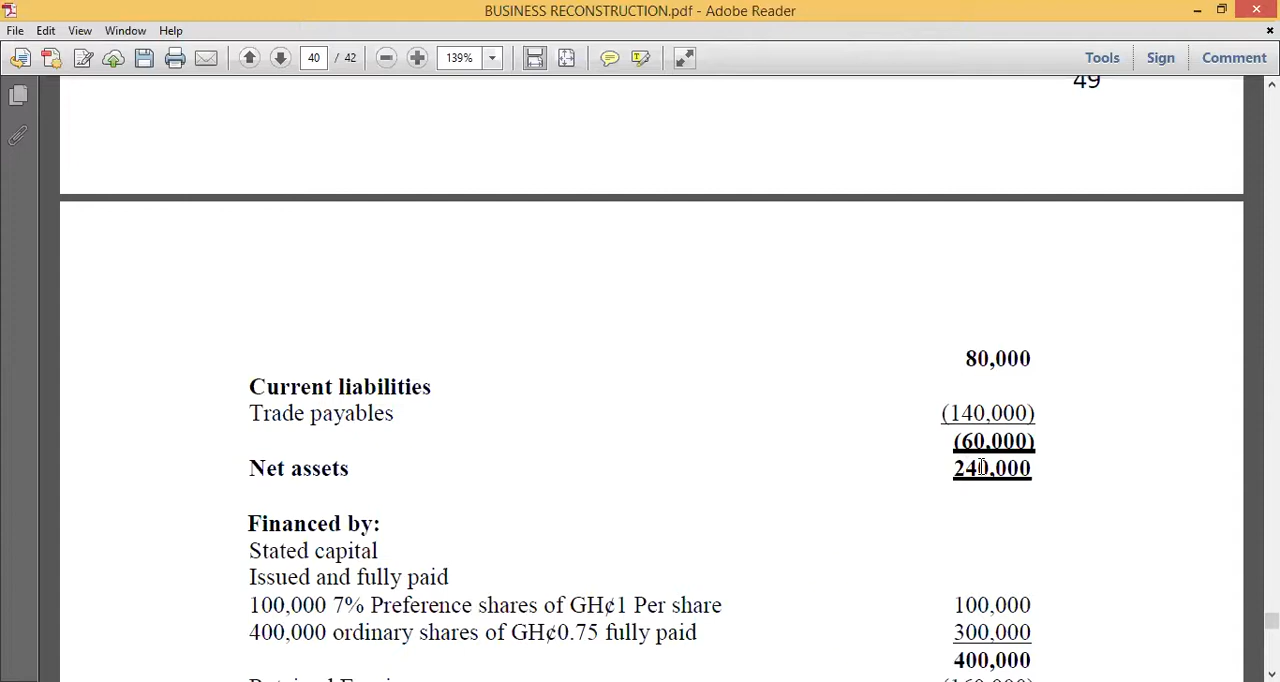 BUSINESS RECONSTRUCTION.pdf - Adobe Reader
File Edit View Window Help
40 / 42 139% Tools Sign Comment
49
80,000
Current liabilities
Trade payables (140,000)
(60,000)
Net assets 240,000
Financed by:
Stated capital
Issued and fully paid
100,000 7% Preference shares of GH¢1 Per share 100,000
400,000 ordinary shares of GH¢0.75 fully paid 300,000
400,000
(160,000)